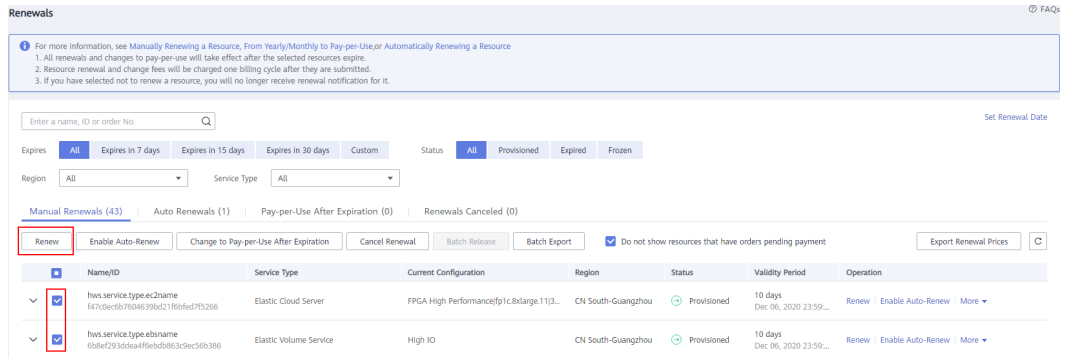 FAQs
Renewals
For more information, see Manually Renewing a Resource, From Yearly/Monthly to Pay-per-Use,or Automatically Renewing a Resource
1. All renewals and changes to pay-per-use will take effect after the selected resources expire.
2. Resource renewal and change fees will be charged one billing cycle after they are submitted.
3. If you have selected not to renew a resource, you will no longer receive renewal notification for it.
Enter a name, ID or order No.
Set Renewal Date
Expires All Expires in 7 days Expires in 15 days Expires in 30 days Custom Status All Provisioned Expired Frozen
Region All Service Type All
Manual Renewals (43) Auto Renewals (1) Pay-per-Use After Expiration (0) Renewals Canceled (0)
Renew Enable Auto-Renew Change to Pay-per-Use After Expiration Cancel Renewal Batch Release Batch Export Do not show resources that have orders pending payment Export Renewal Prices
Name/ID Service Type Current Configuration Region Status Validity Period Operation
hws.service.type.ec2name
f47c0ec6b7604639bd21f6bfed7f5266
Elastic Cloud Server FPGA High Performance|fp1c.8xlarge.11|3... CN South-Guangzhou Provisioned
10 days
Dec 06, 2020 23:59:...
Renew Enable Auto-Renew More
hws.service.type.ebsname
6b8ef293ddea4f6ebdb863c9ec56b386
Elastic Volume Service High IO CN South-Guangzhou Provisioned
10 days
Dec 06, 2020 23:59:...
Renew Enable Auto-Renew More